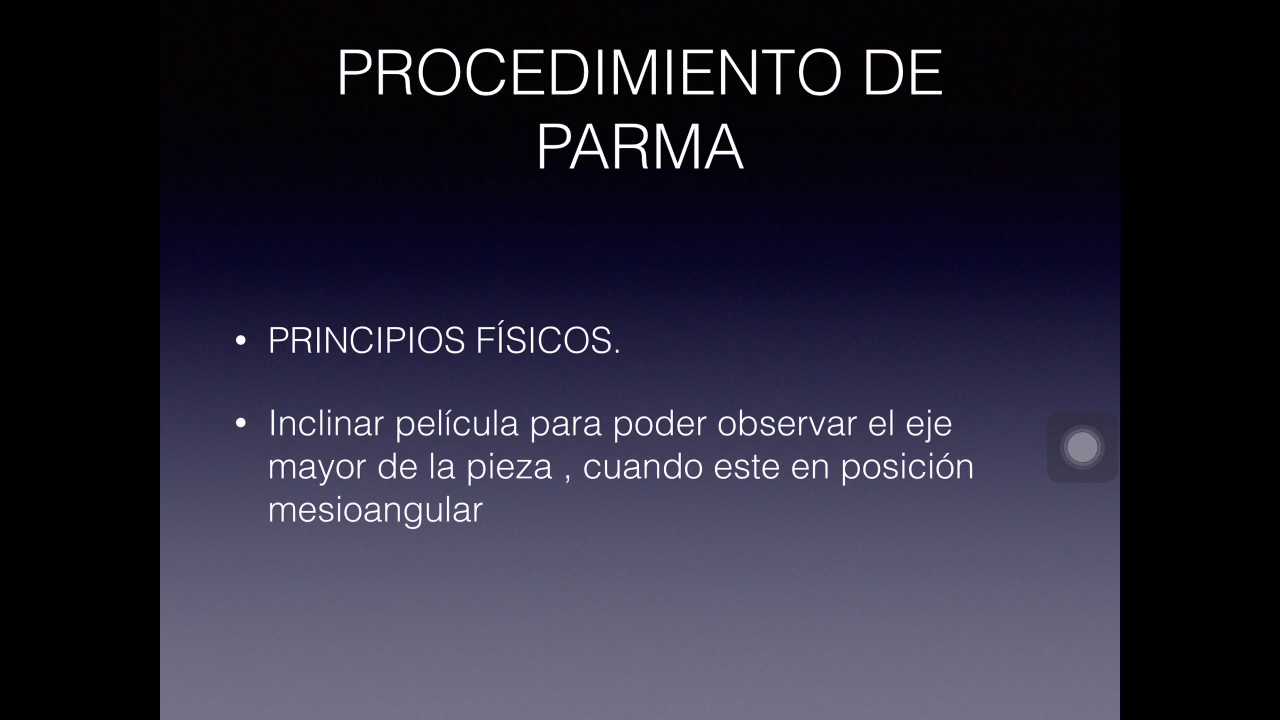 PROCEDIMIENTO DE
PARMA
• PRINCIPIOS FÍSICOS.
• Inclinar película para poder observar el eje
mayor de la pieza , cuando este en posición
mesioangular